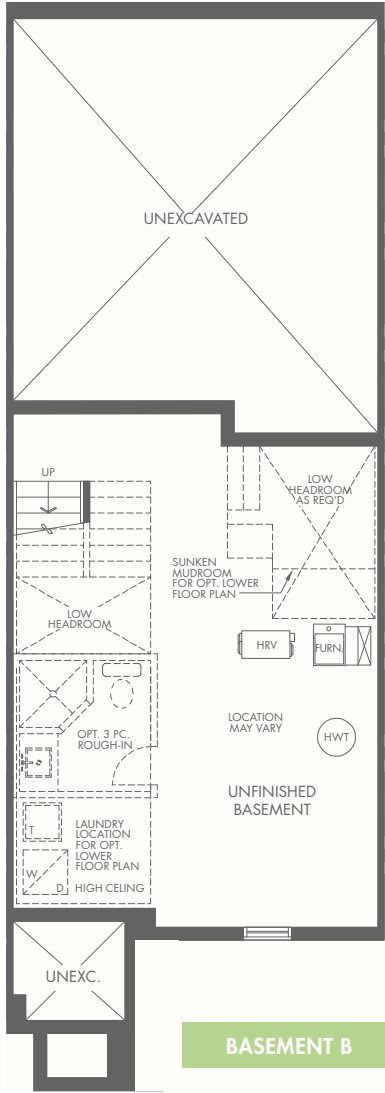 UNEXCAVATED
UP
LOW
HEADROOM
AS REQ'D
SUNKEN
MUDROOM
FOR OPT. LOWER
FLOOR PLAN
LOW
HEADROOM
HRV
FURN.
OPT. 3 PC.
ROUGH-IN
LOCATION
MAY VARY
HWT
UNFINISHED
BASEMENT
T
LAUNDRY
LOCATION
FOR OPT.
LOWER
FLOOR PLAN
W
D HIGH CELING
UNEXC.
BASEMENT B